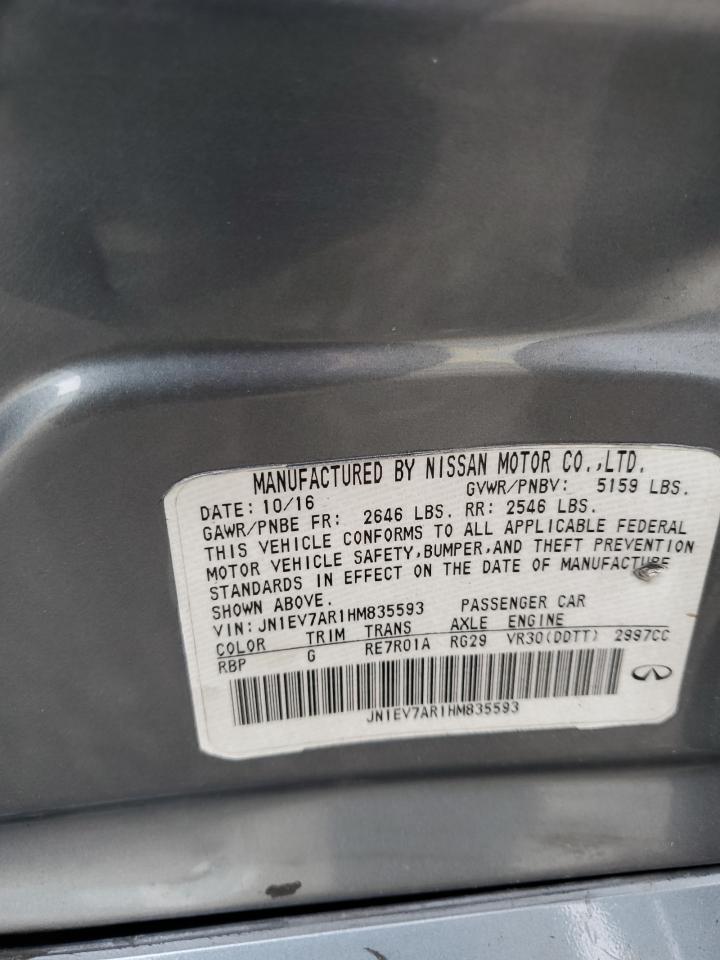 MANUFACTURED BY NISSAN MOTOR CO.,LTD.
DATE: 10/16 GVWR/PNBV: 5159 LBS.
GAWR/PNBE FR: 2646 LBS. RR: 2546 LBS.
THIS VEHICLE CONFORMS TO ALL APPLICABLE FEDERAL
MOTOR VEHICLE SAFETY,BUMPER,AND THEFT PREVENTION
STANDARDS IN EFFECT ON THE DATE OF MANUFACTURE
SHOWN ABOVE.
VIN:JN1EV7AR1HM835593 PASSENGER CAR
COLOR TRIM TRANS AXLE ENGINE
RBP G RE7R01A RG29 VR30(DDTT) 2997CC
JN1EV7AR1HM835593